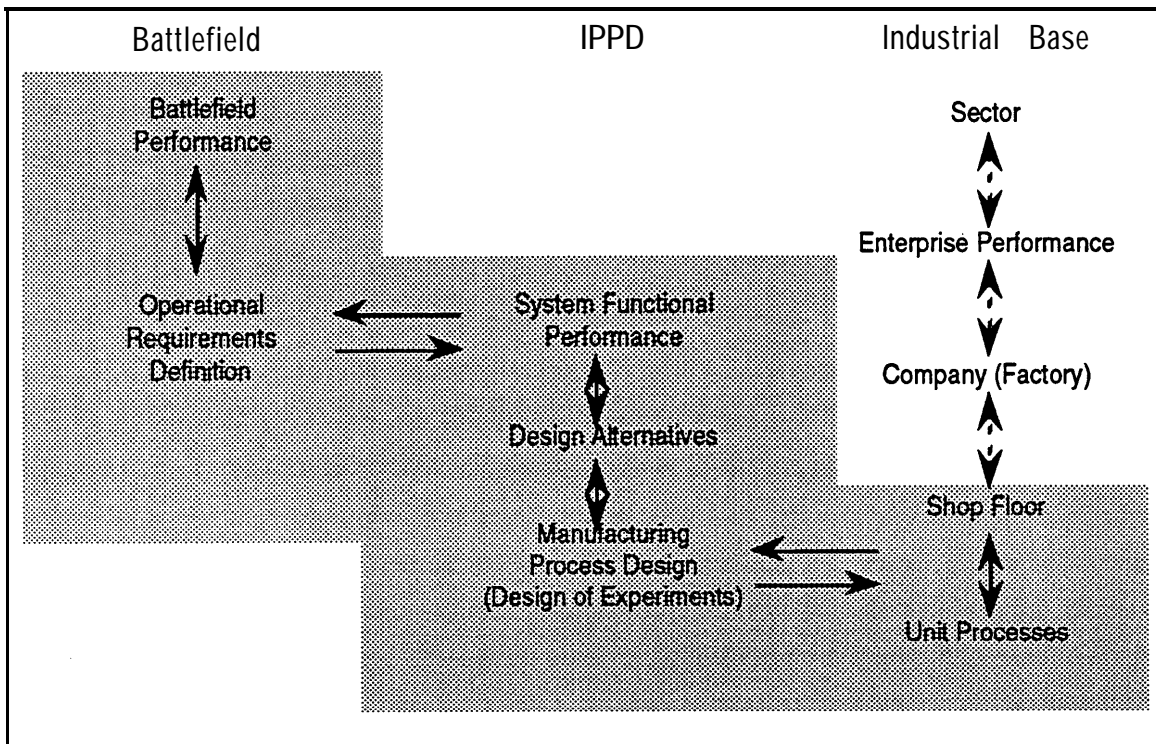 Battlefield
IPPD
Industrial Base
Battlefield
Performance
Operational
Requirements
Definition
System Functional
Performance
Design Alternatives
Manufacturing
Process Design
(Design of Experiments)
Sector
Enterprise Performance
Company (Factory)
Shop Floor
Unit Processes